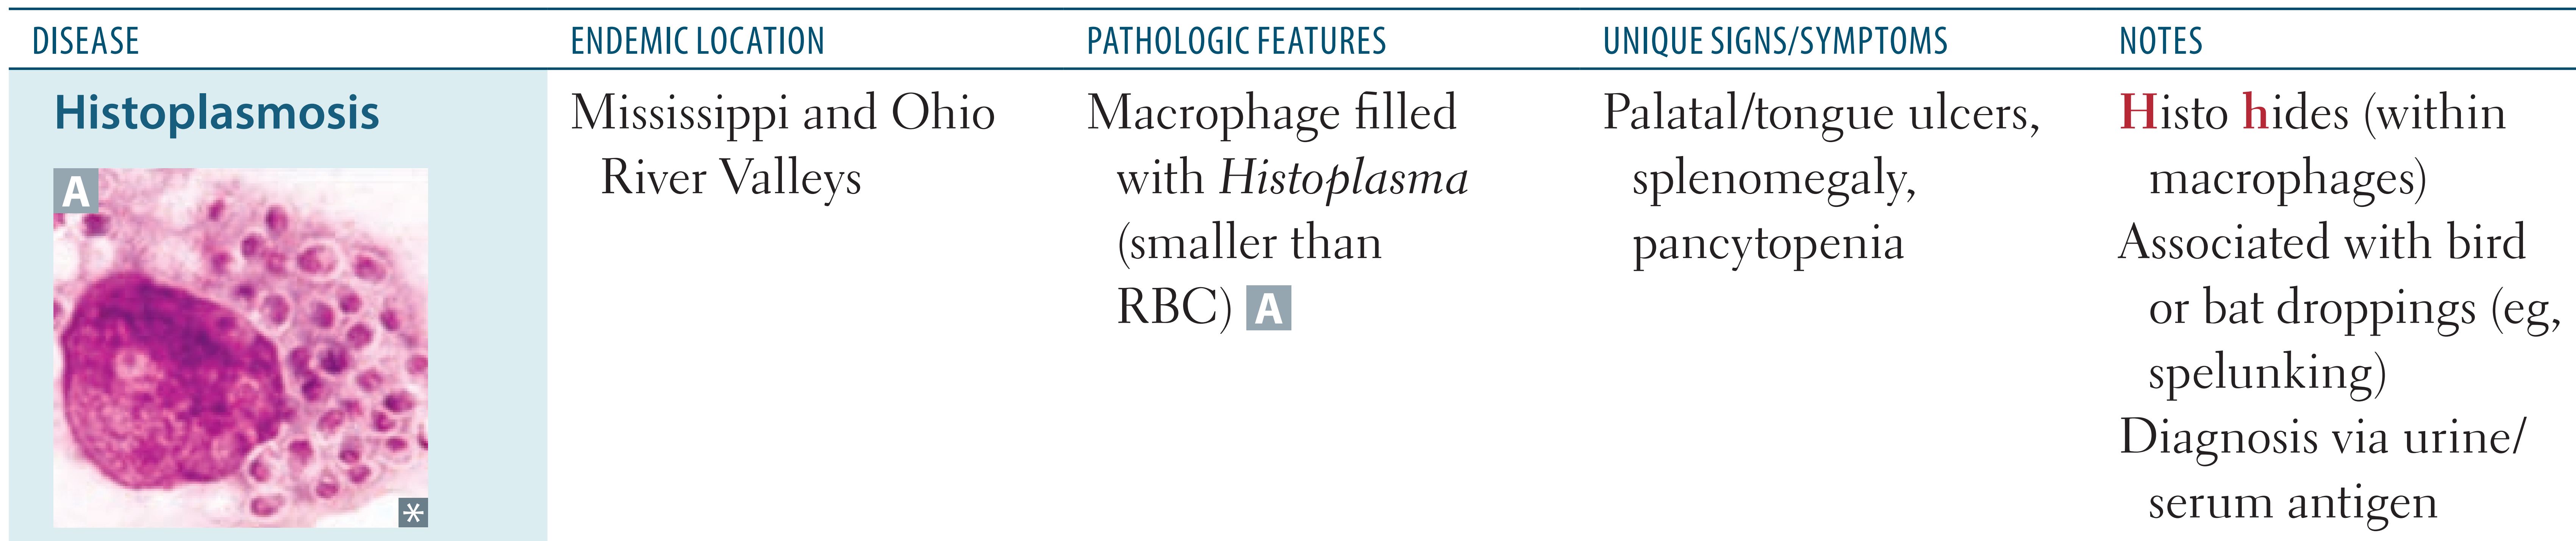 DISEASE
ENDEMIC LOCATION
PATHOLOGIC FEATURES
UNIQUE SIGNS/SYMPTOMS
NOTES
Histoplasmosis
A
*
Mississippi and Ohio
River Valleys
Macrophage filled
with Histoplasma
(smaller than
RBC) A
Palatal/tongue ulcers,
splenomegaly,
pancytopenia
Histo hides (within
macrophages)
Associated with bird
or bat droppings (eg,
spelunking)
Diagnosis via urine/
serum antigen